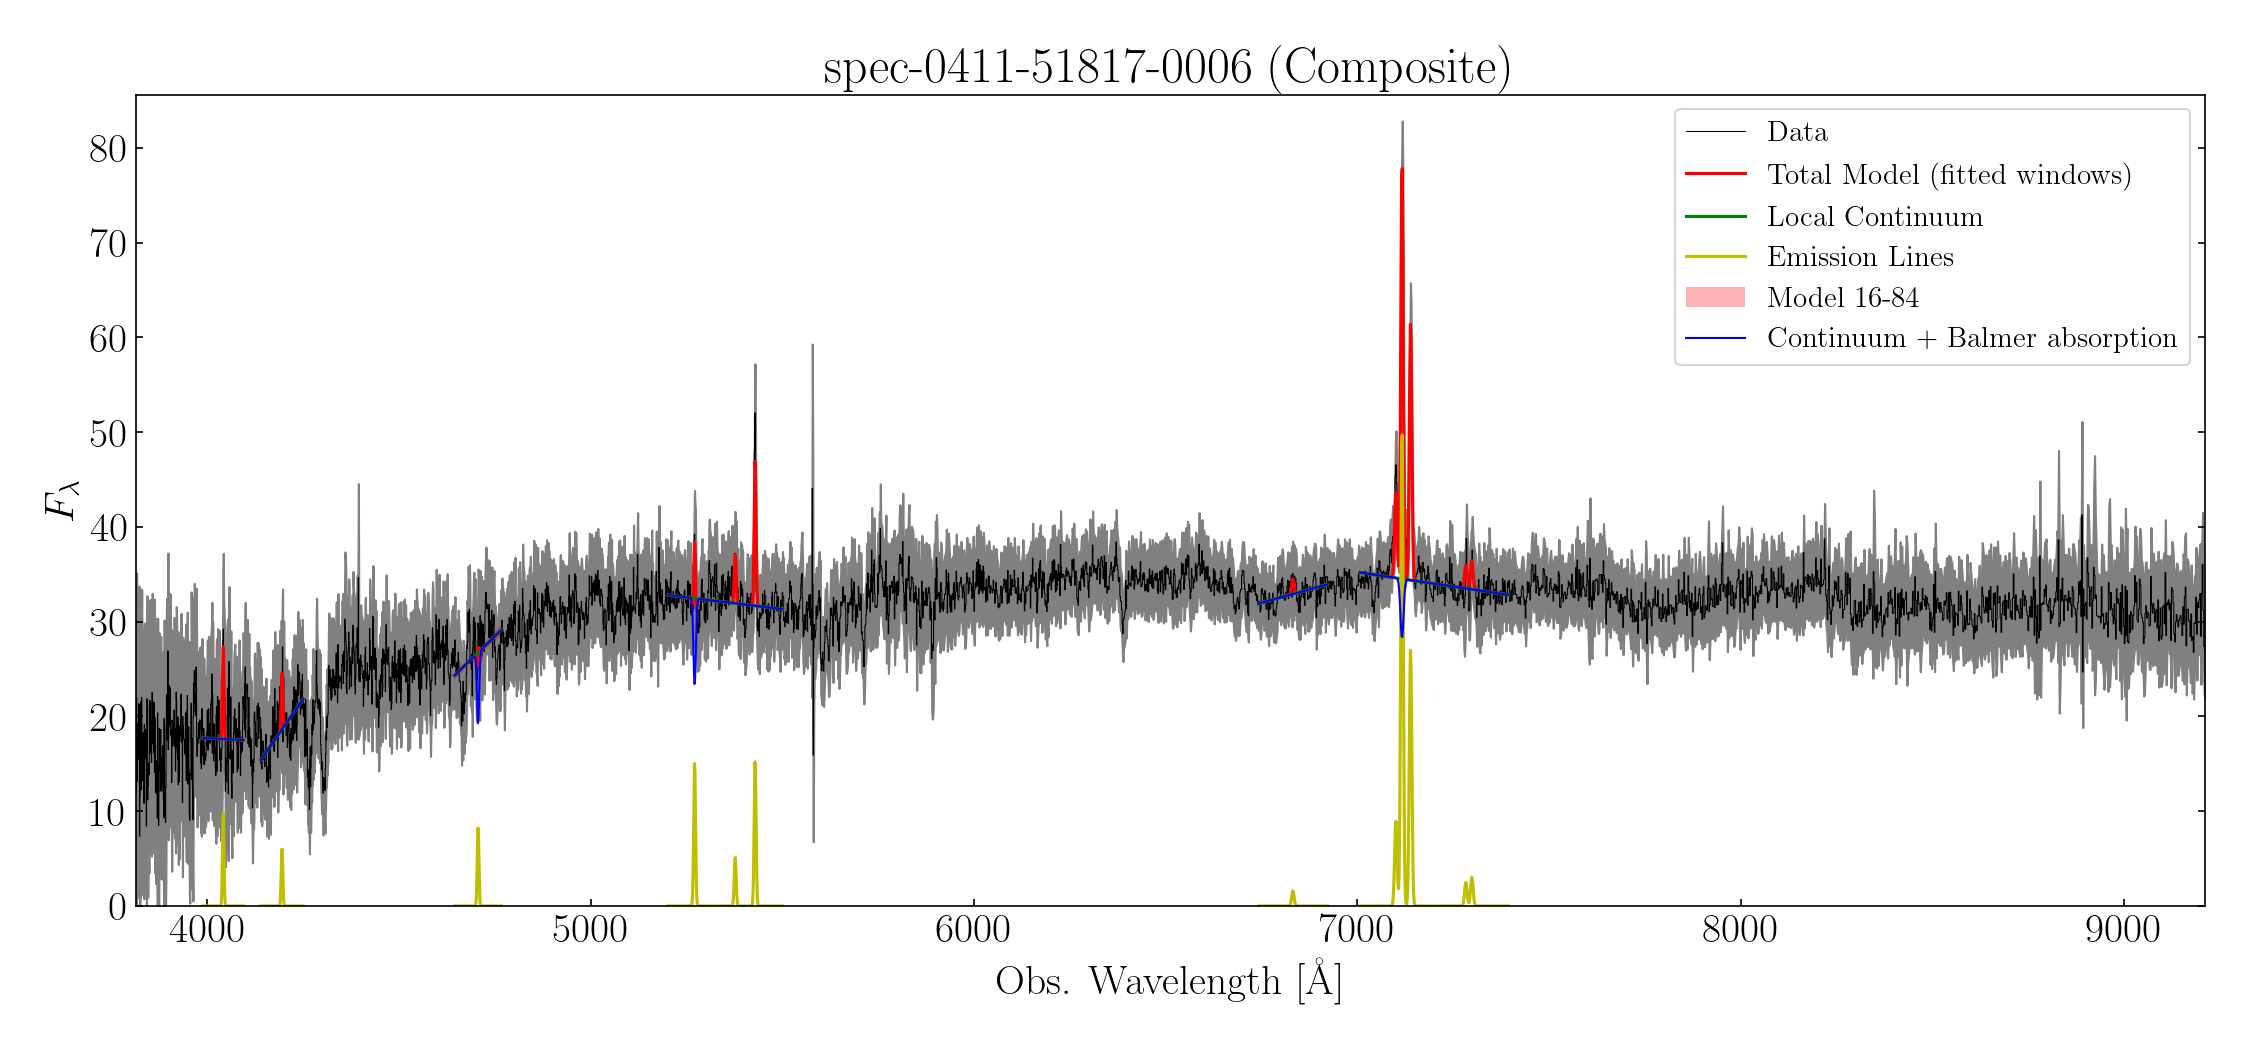 spec-0411-51817-0006 (Composite)
Data
Total Model (fitted windows)
Local Continuum
Emission Lines
Model 16-84
Continuum + Balmer absorption
80
70
60
50
40
30
20
10
0
Fλ
4000 5000 6000 7000 8000 9000
Obs. Wavelength [Å]